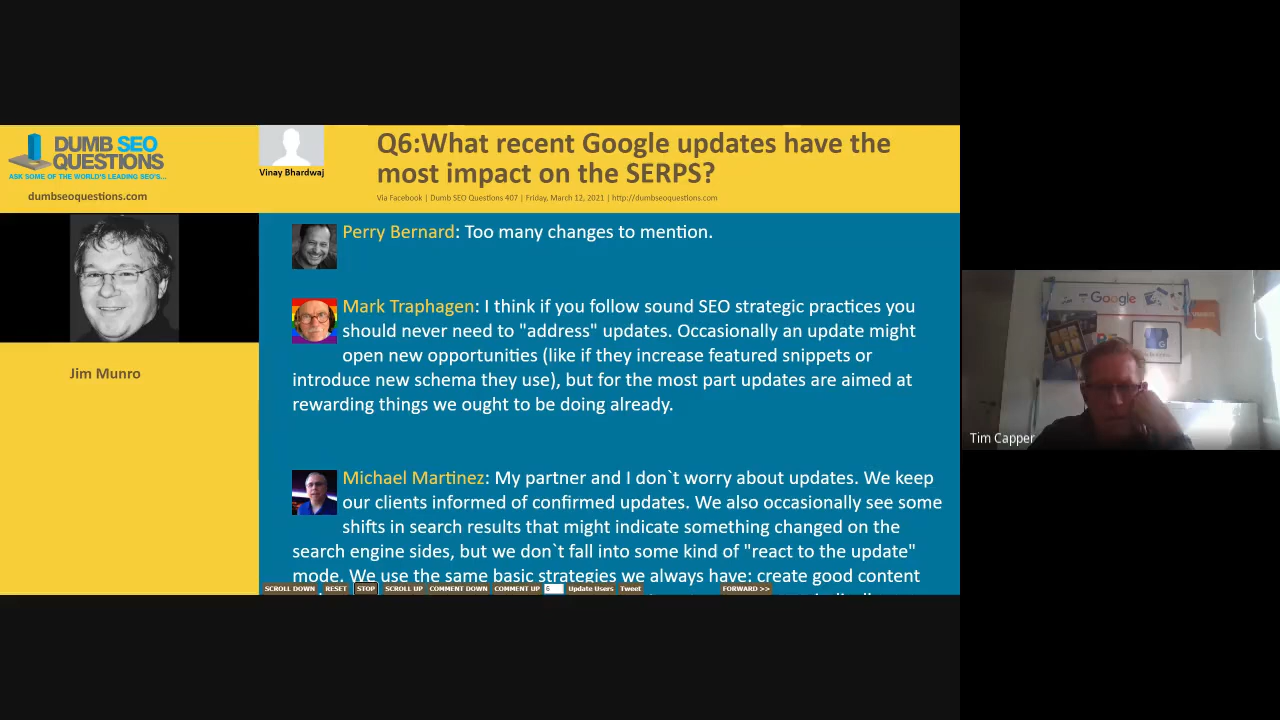 DUMB SEO
QUESTIONS
ASK SOME OF THE WORLD'S LEADING SEO'S...
dumbseoquestions.com
Vinay Bhardwaj
Q6:What recent Google updates have the
most impact on the SERPS?
Via Facebook | Dumb SEO Questions 407 | Friday, March 12, 2021 | http://dumbseoquestions.com
Jim Munro
Perry Bernard: Too many changes to mention.
Mark Traphagen: I think if you follow sound SEO strategic practices you
should never need to "address" updates. Occasionally an update might
open new opportunities (like if they increase featured snippets or
introduce new schema they use), but for the most part updates are aimed at
rewarding things we ought to be doing already.
Michael Martinez: My partner and I don`t worry about updates. We keep
our clients informed of confirmed updates. We also occasionally see some
shifts in search results that might indicate something changed on the
search engine sides, but we don`t fall into some kind of "react to the update"
mode. We use the same basic strategies we always have: create good content
SCROLL DOWN RESET STOP SCROLL UP COMMENT DOWN COMMENT UP 6 Update Users Tweet FORWARD >>
Google
Tim Capper